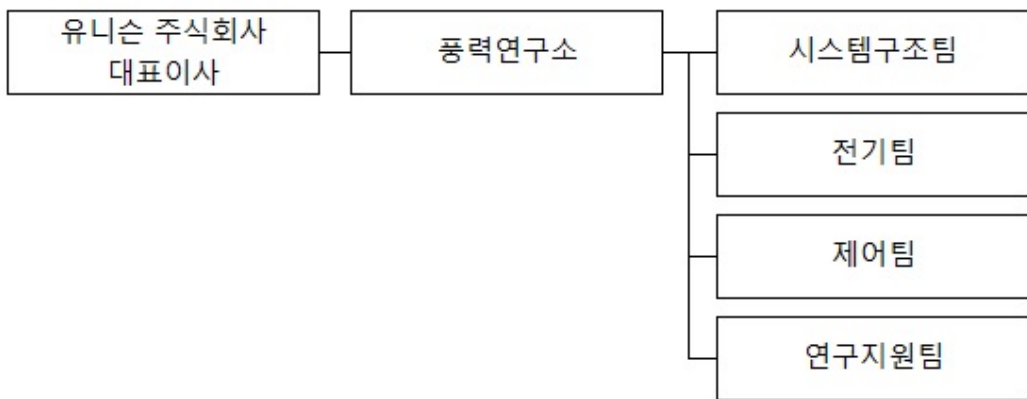 유니슨 주식회사
대표이사
풍력연구소
시스템구조팀
전기팀
제어팀
연구지원팀